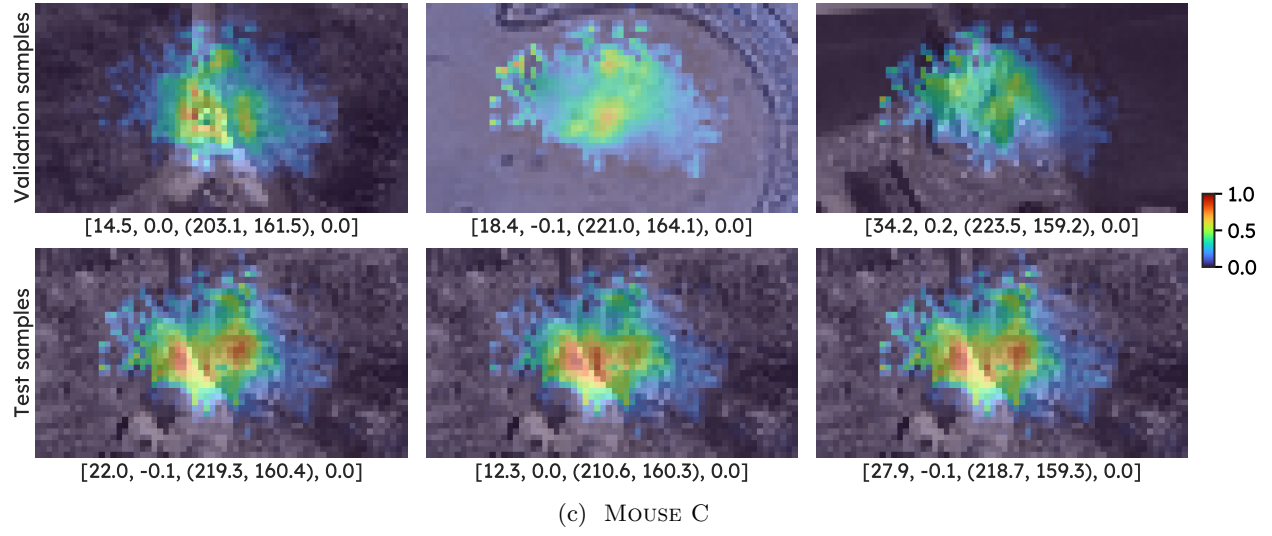 Validation samples
[14.5, 0.0, (203.1, 161.5), 0.0]
[18.4, -0.1, (221.0, 164.1), 0.0]
[34.2, 0.2, (223.5, 159.2), 0.0]
1.0
0.5
0.0
Test samples
[22.0, -0.1, (219.3, 160.4), 0.0]
[12.3, 0.0, (210.6, 160.3), 0.0]
[27.9, -0.1, (218.7, 159.3), 0.0]
(c) Mouse C